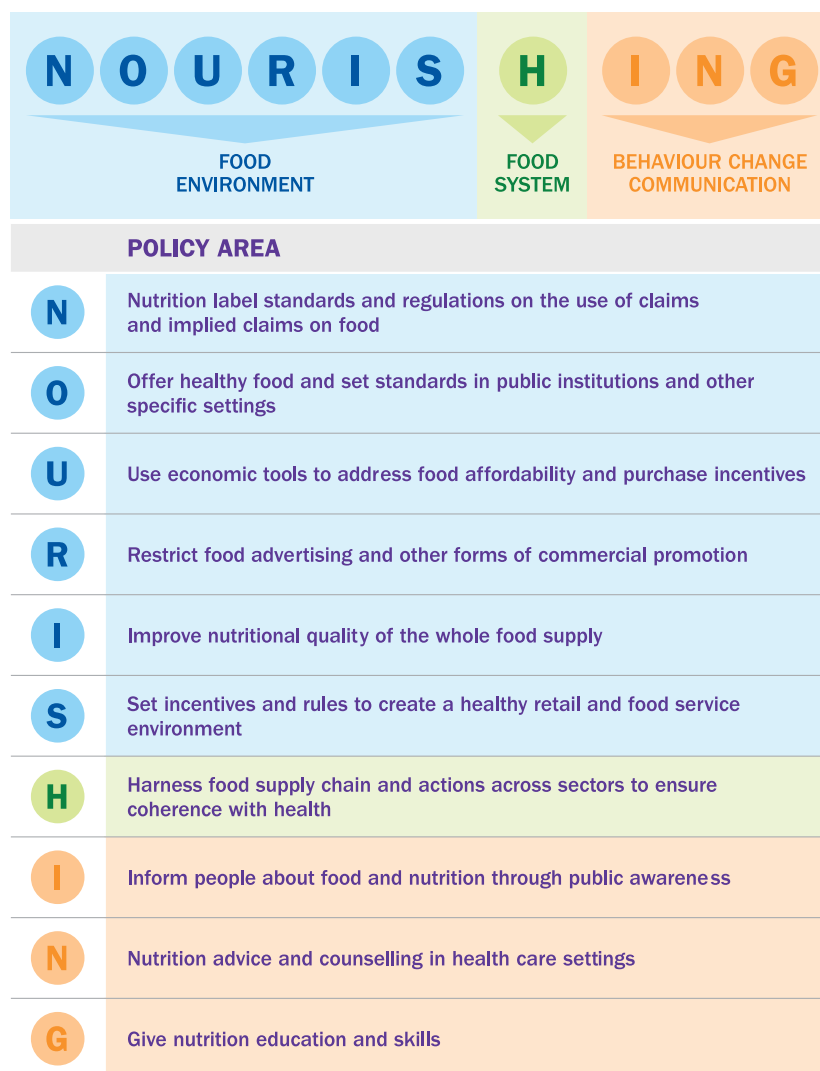 N O U R I S H I N G
FOOD
ENVIRONMENT
FOOD
SYSTEM
BEHAVIOUR CHANGE
COMMUNICATION
POLICY AREA
N
Nutrition label standards and regulations on the use of claims
and implied claims on food
O
Offer healthy food and set standards in public institutions and other
specific settings
U
Use economic tools to address food affordability and purchase incentives
R
Restrict food advertising and other forms of commercial promotion
I
Improve nutritional quality of the whole food supply
S
Set incentives and rules to create a healthy retail and food service
environment
H
Harness food supply chain and actions across sectors to ensure
coherence with health
I
Inform people about food and nutrition through public awareness
N
Nutrition advice and counselling in health care settings
G
Give nutrition education and skills